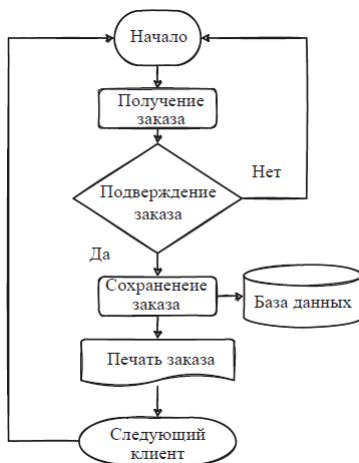 Начало
Получение
заказа
Подверждение
заказа
Нет
Да
Сохраненеие
заказа
База данных
Печать заказа
Следующий
клиент